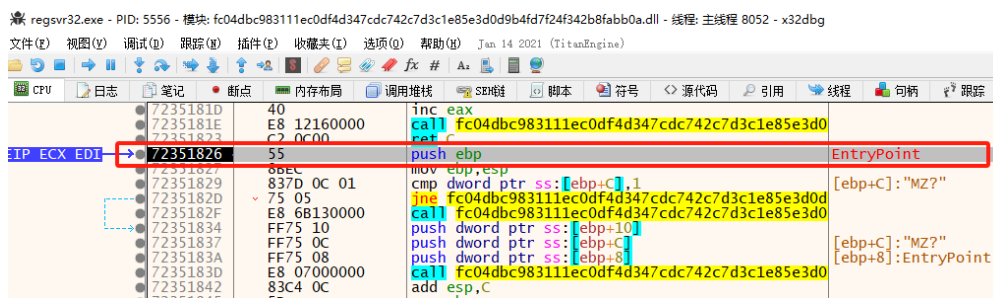 regsvr32.exe - PID: 5556 - 模块: fc04dbc983111ec0df4d347cdc742c7d3c1e85e3d0d9b4fd7f24f342b8fabb0a.dll - 线程: 主线程 8052 - x32dbg
文件(F) 视图(V) 调试(D) 跟踪(N) 插件(P) 收藏夹(I) 选项(O) 帮助(H) Jan 14 2021 (TitanEngine)
CPU 日志 笔记 断点 内存布局 调用堆栈 SEH链 脚本 符号 源代码 引用 线程 句柄 跟踪
7235181D 40 inc eax
7235181E E8 12160000 call fc04dbc983111ec0df4d347cdc742c7d3c1e85e3d0
72351823 C2 0C00 ret C
EIP ECX EDI 72351826 55 push ebp EntryPoint
72351827 8BEC mov ebp,esp
72351829 837D 0C 01 cmp dword ptr ss:[ebp+C],1 [ebp+C]:"MZ?"
7235182D 75 05 jne fc04dbc983111ec0df4d347cdc742c7d3c1e85e3d0d
7235182F E8 6B130000 call fc04dbc983111ec0df4d347cdc742c7d3c1e85e3d0
72351834 FF75 10 push dword ptr ss:[ebp+10]
72351837 FF75 0C push dword ptr ss:[ebp+C] [ebp+C]:"MZ?"
7235183A FF75 08 push dword ptr ss:[ebp+8] [ebp+8]:EntryPoint
7235183D E8 07000000 call fc04dbc983111ec0df4d347cdc742c7d3c1e85e3d0
72351842 83C4 0C add esp,C